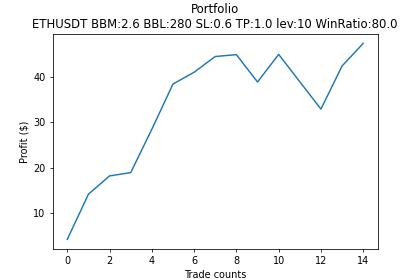 Portfolio
ETHUSDT BBM:2.6 BBL:280 SL:0.6 TP:1.0 lev:10 WinRatio:80.0
40
30
20
10
Profit ($)
0 2 4 6 8 10 12 14
Trade counts